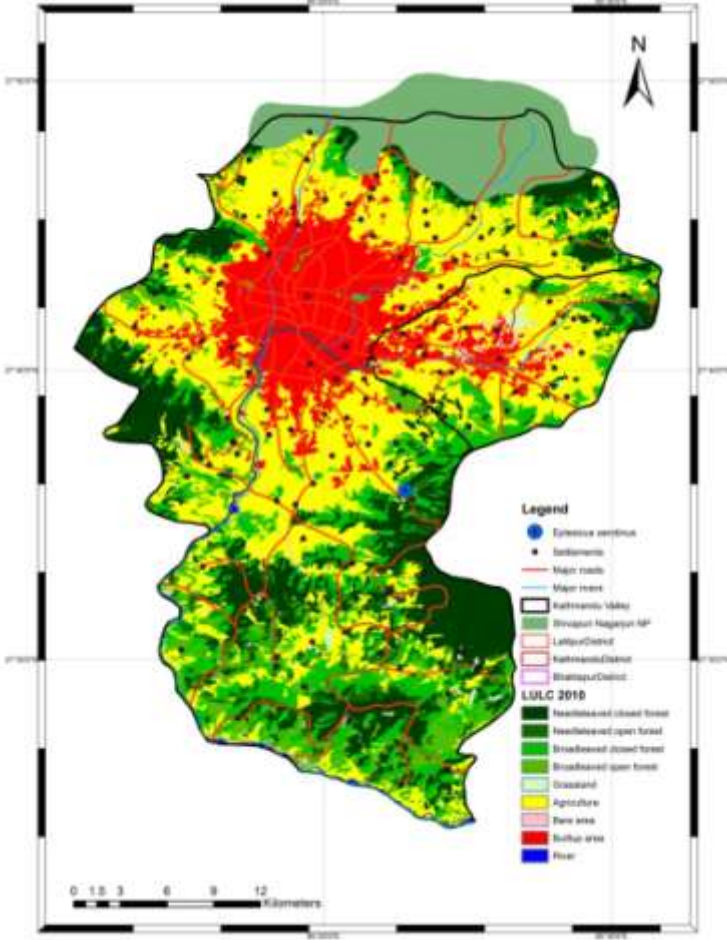 N
Legend
Settlements
Major roads
Major rivers
Kathmandu Valley
Shivapuri Nagarjun NP
LalitpurDistrict
KathmanduDistrict
BhaktapurDistrict
LULC 2010
Needleleaved closed forest
Needleleaved open forest
Broadleaved closed forest
Broadleaved open forest
Grassland
Agriculture
Bare area
Builtup area
River
0 1.5 3 6 9 12
Kilometers